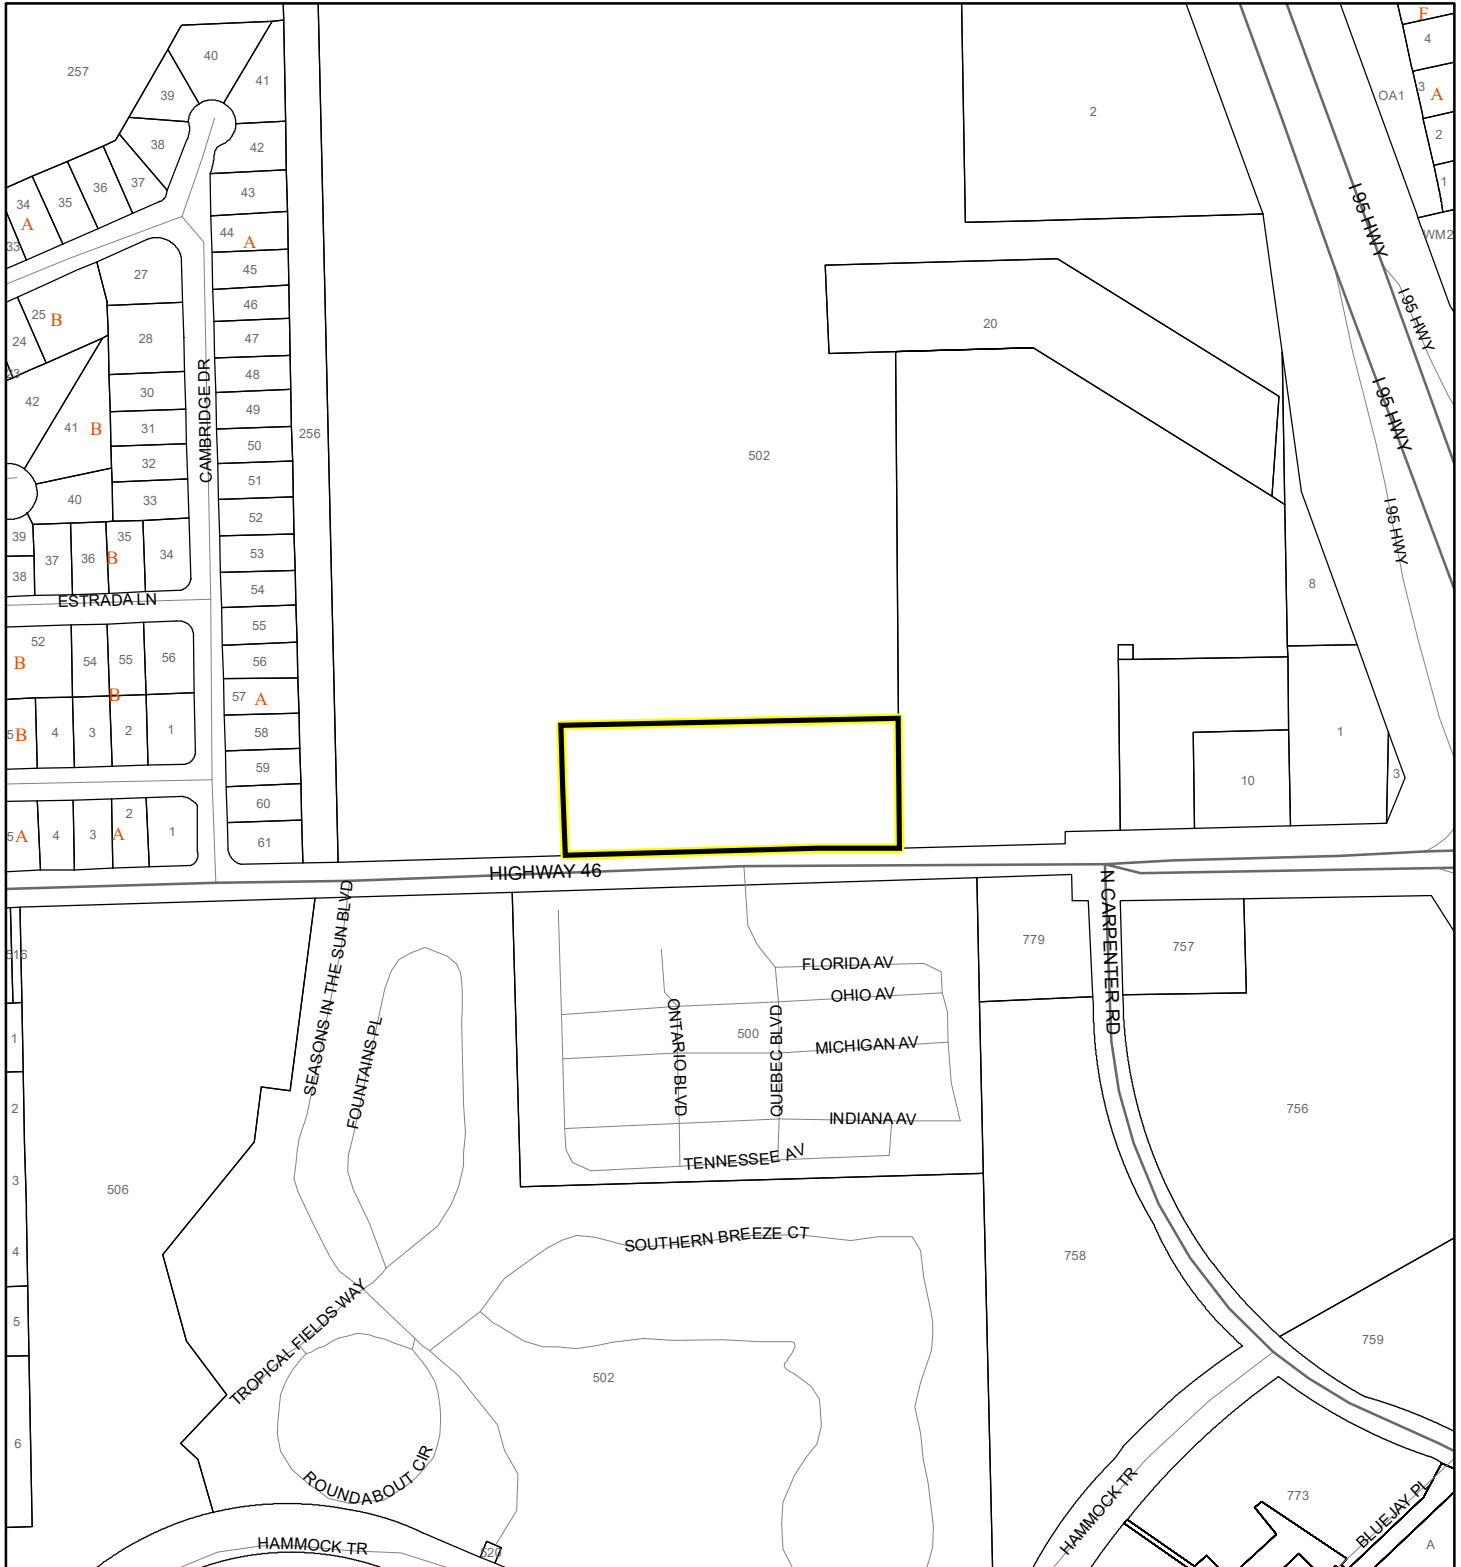 257
40
41
39
38
42
37
36
35
34
A
33
43
44
A
45
46
47
48
49
50
51
52
53
54
55
56
57
A
58
59
60
61
27
25
B
24
23
28
42
41
B
30
31
32
33
40
39
38
37
36
35
B
34
CAMBRIDGE DR
256
ESTRADA LN
52
B
54
55
56
B
5
B
4
3
2
1
5
A
4
3
2
A
1
502
2
20
F
4
OA1
3
A
2
1
WM2
I 95 HWY
I 95 HWY
I 95 HWY
I 95 HWY
8
1
10
3
HIGHWAY 46
SEASONS IN THE SUN BLVD
FOUNTAINS PL
516
1
2
3
4
5
6
506
FLORIDA AV
OHIO AV
ONTARIO BLVD
500
QUEBEC BLVD
MICHIGAN AV
INDIANA AV
TENNESSEE AV
779
N CARPENTER RD
757
756
758
759
SOUTHERN BREEZE CT
TROPICAL FIELDS WAY
502
ROUNDABOUT CIR
HAMMOCK TR
520
HAMMOCK TR
773
BLUEJAY PL
A